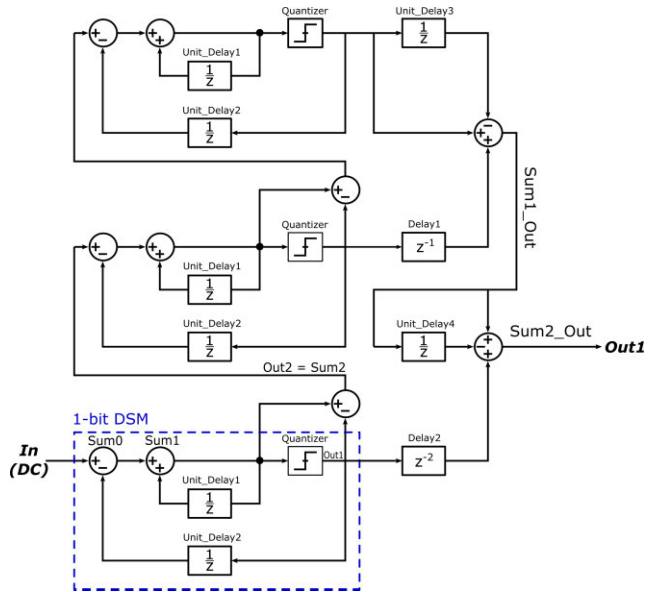 Quantizer
Unit_Delay3
1/z
Unit_Delay1
1/z
Unit_Delay2
1/z
Sum1_Out
Quantizer
Delay1
z-1
Unit_Delay1
1/z
Unit_Delay2
1/z
Unit_Delay4
1/z
Sum2_Out
Out1
Out2 = Sum2
1-bit DSM
In
(DC)
Sum0
Sum1
Quantizer
Out1
Delay2
z-2
Unit_Delay1
1/z
Unit_Delay2
1/z